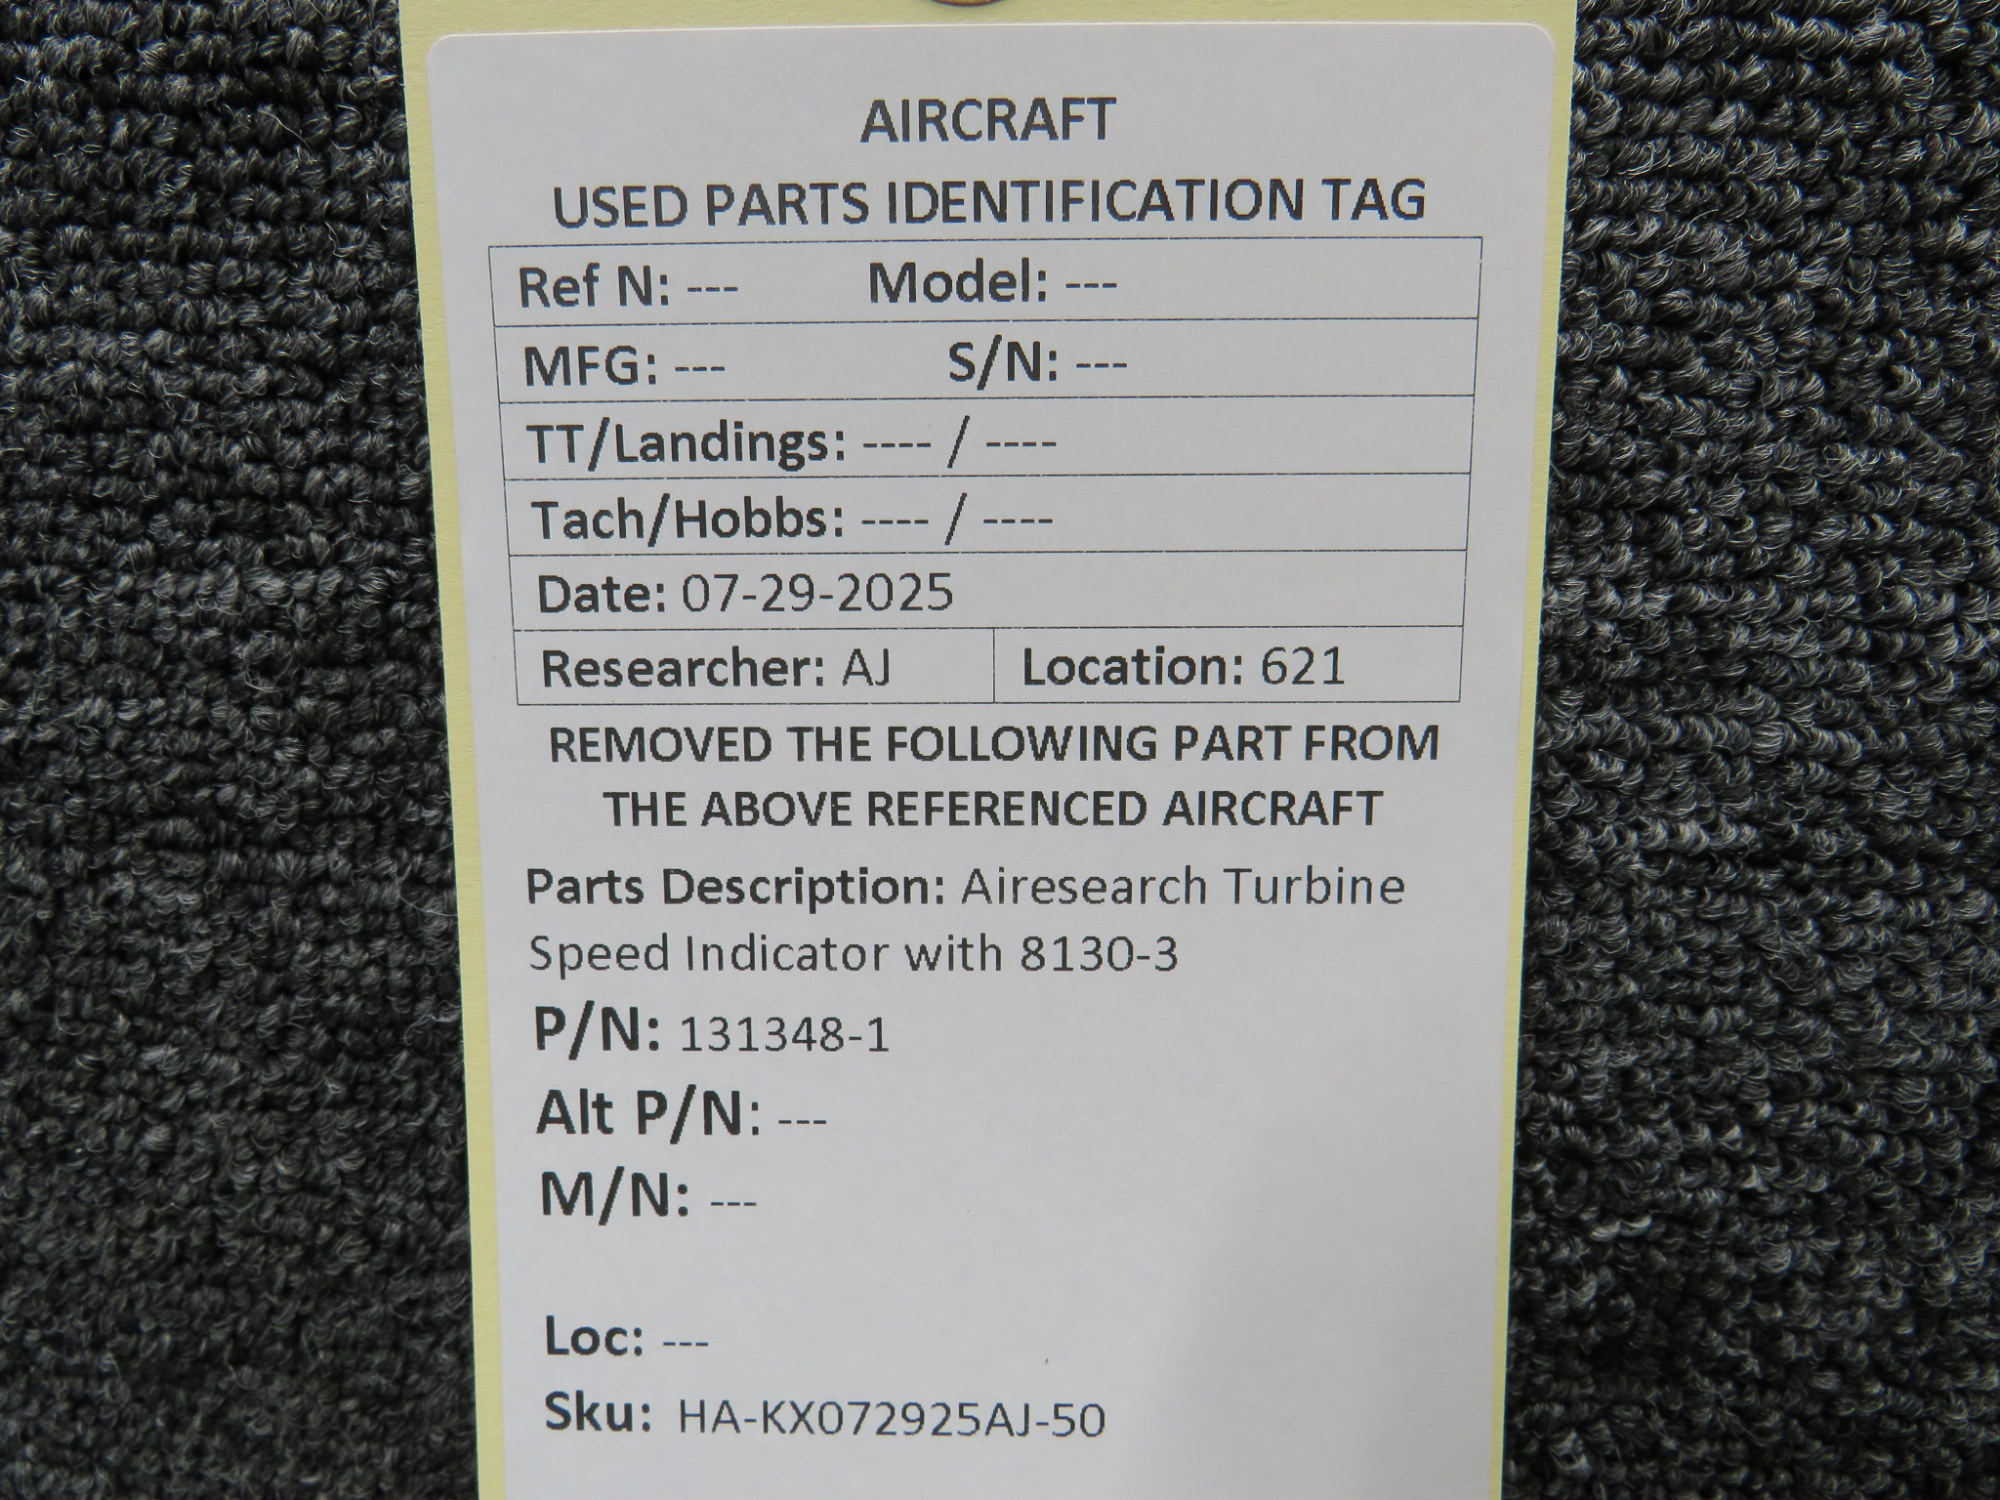 AIRCRAFT
USED PARTS IDENTIFICATION TAG
Ref N: --- Model: ---
MFG: --- S/N: ---
TT/Landings: ---- / ----
Tach/Hobbs: ---- / ----
Date: 07-29-2025
Researcher: AJ Location: 621
REMOVED THE FOLLOWING PART FROM
THE ABOVE REFERENCED AIRCRAFT
Parts Description: Airesearch Turbine
Speed Indicator with 8130-3
P/N: 131348-1
Alt P/N: ---
M/N: ---
Loc: ---
Sku: HA-KX072925AJ-50